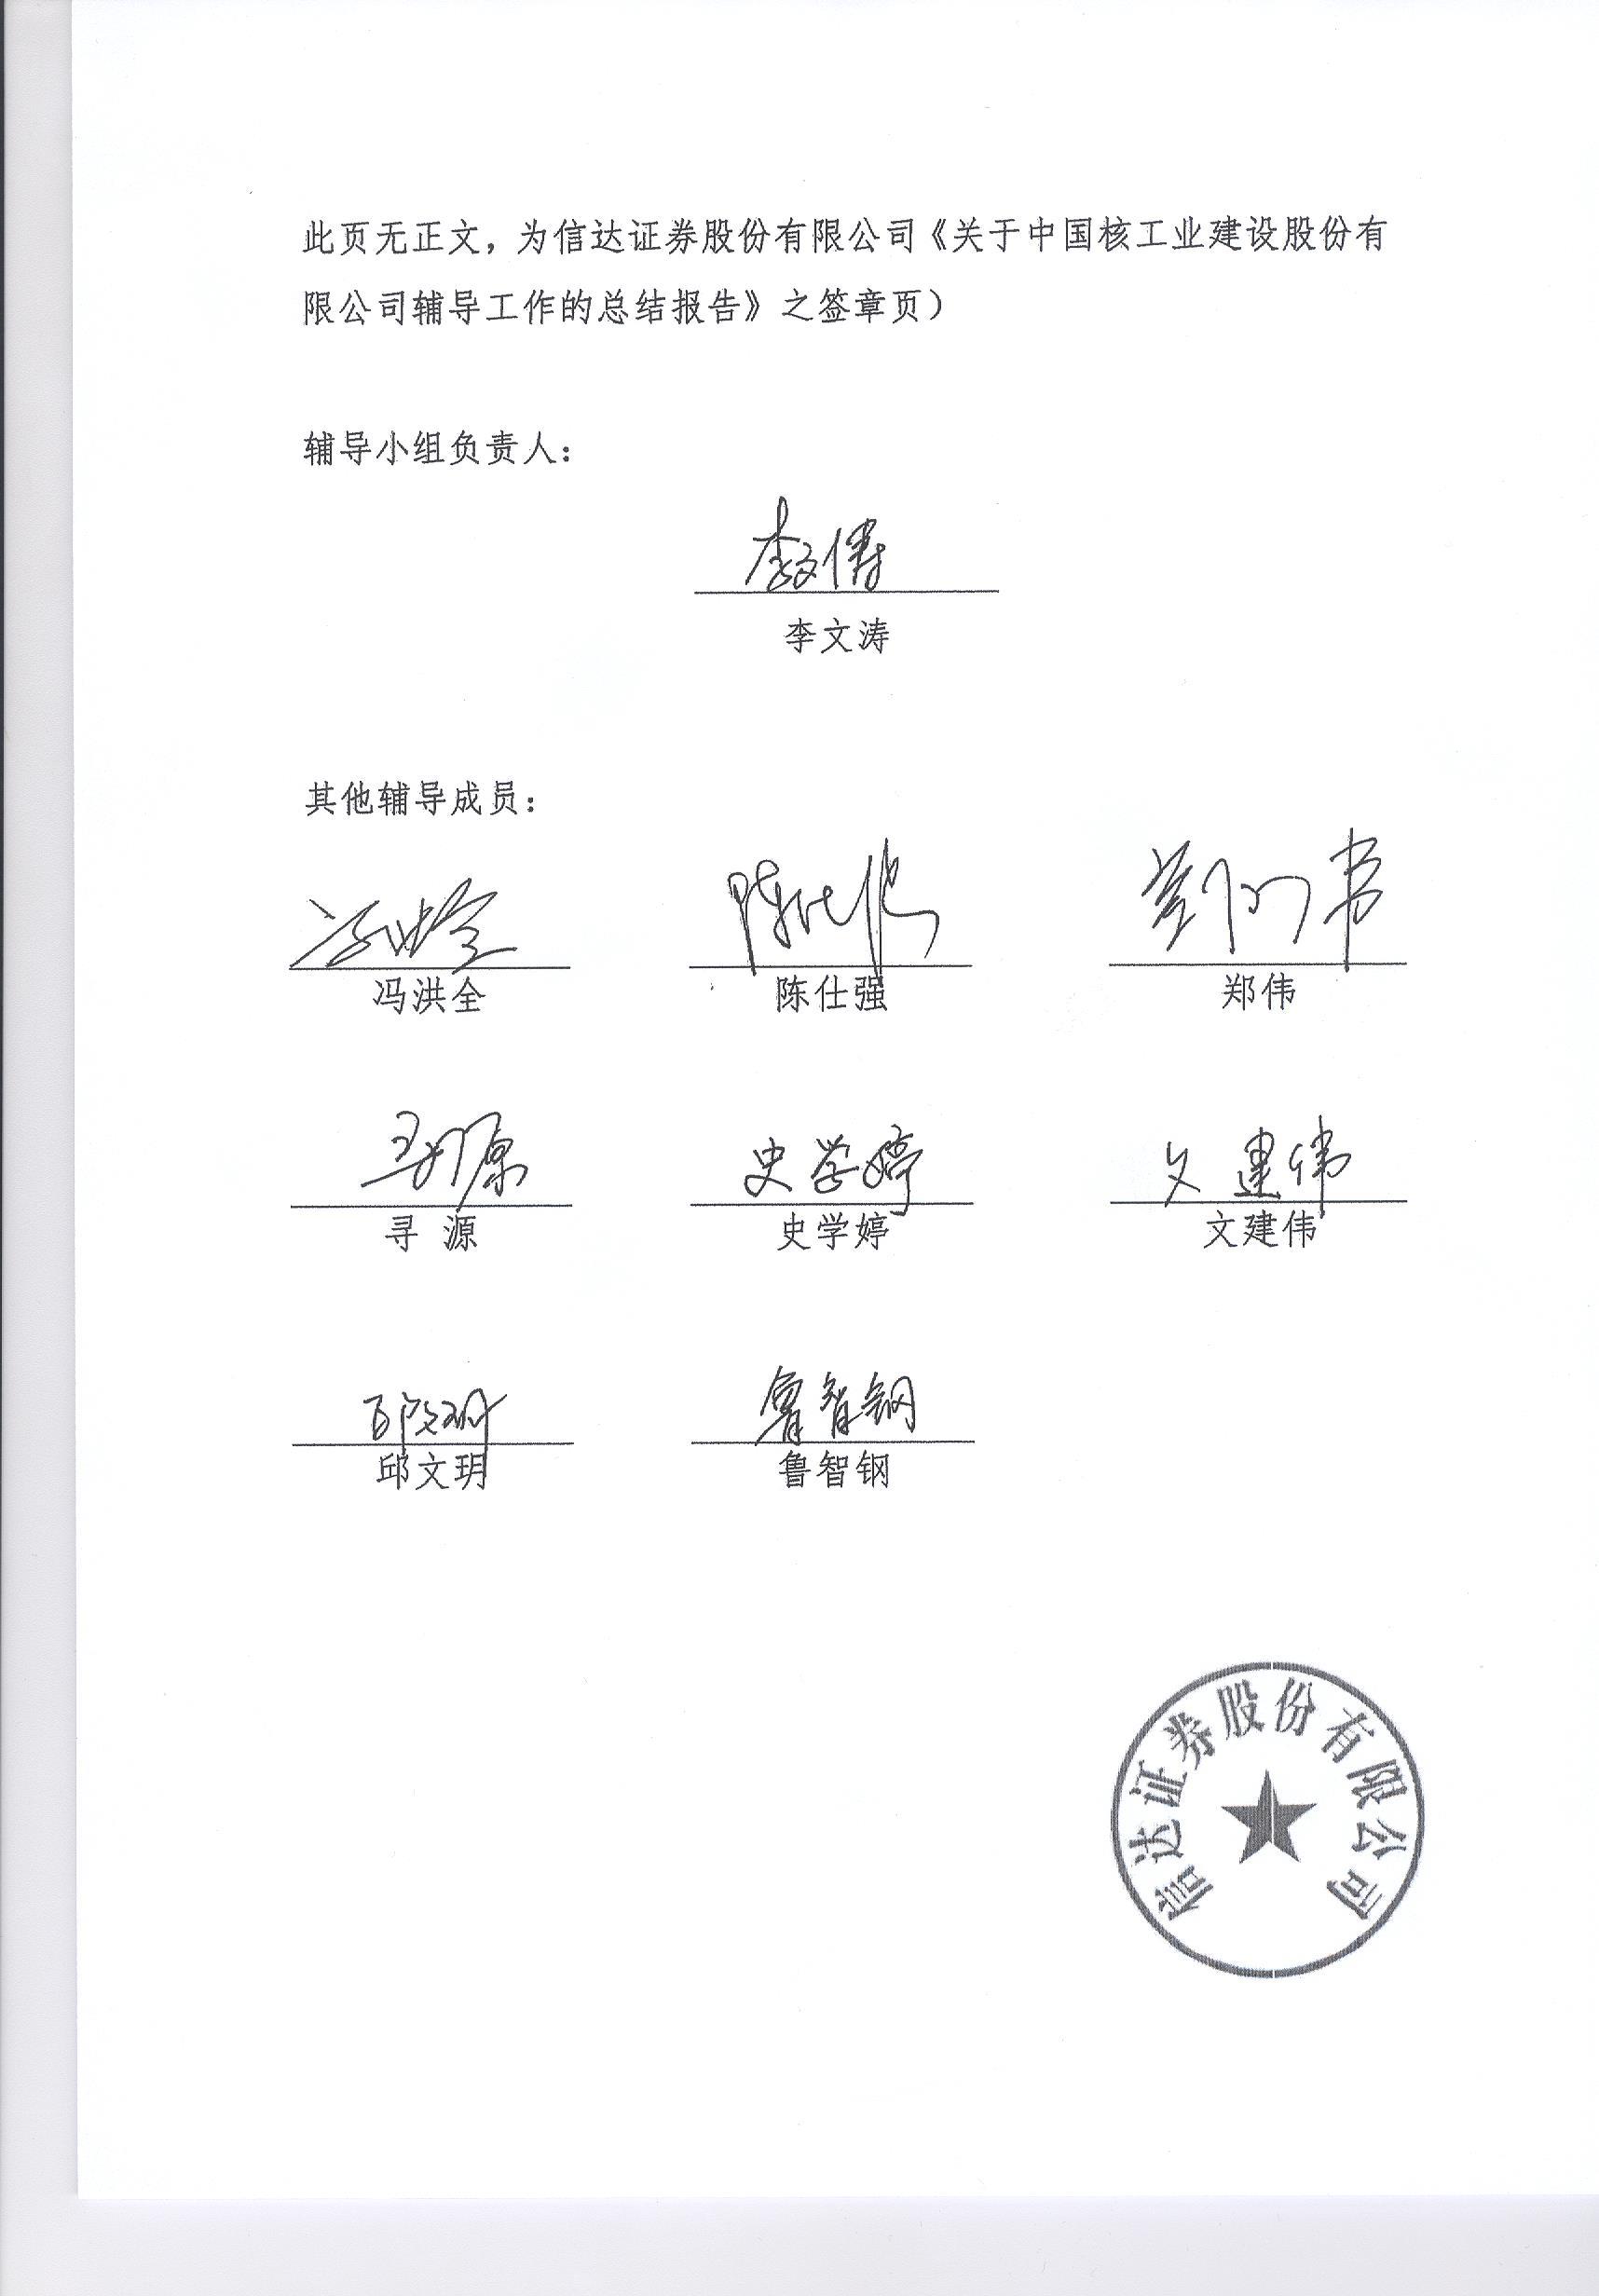 此页无正文，为信达证券股份有限公司《关于中国核工业建设股份有
限公司辅导工作的总结报告》之签章页）
辅导小组负责人：
李文涛
李文涛
其他辅导成员：
冯洪全 陈仕强 郑伟
冯洪全 陈仕强 郑伟
寻源 史学婷 文建伟
寻 源 史学婷 文建伟
邱文玥 鲁智钢
邱文玥 鲁智钢
信达证券股份有限公司